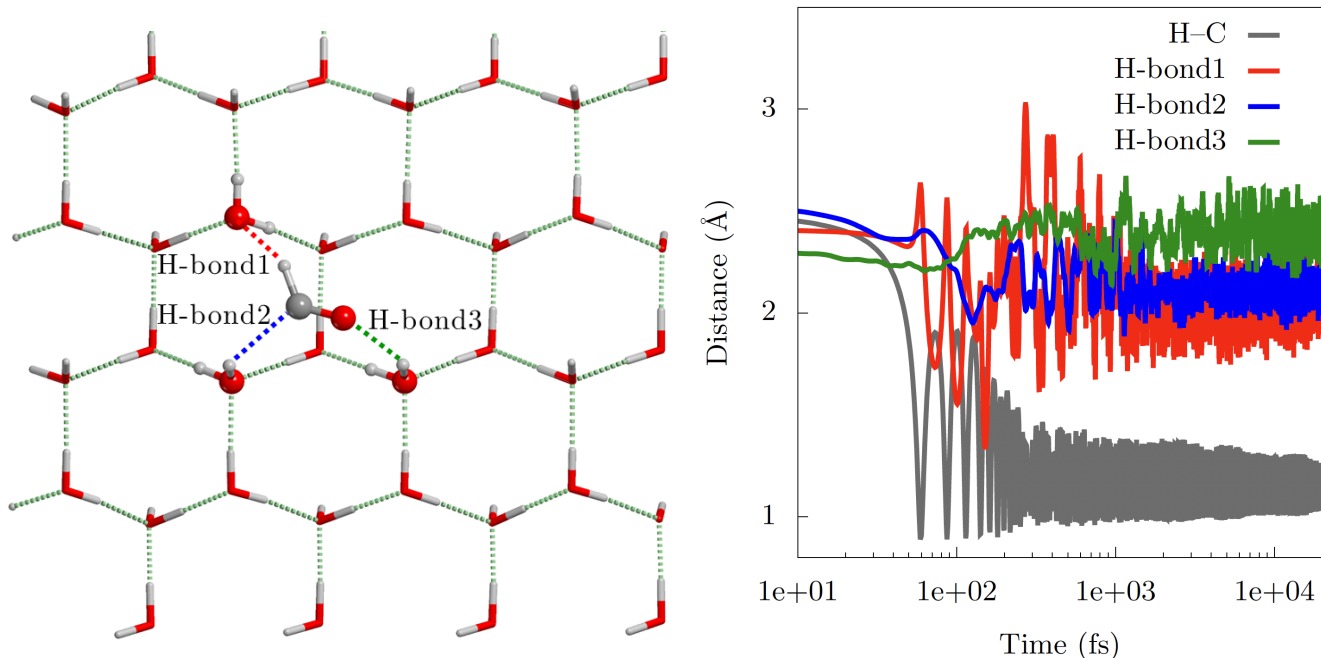 H-bond1
H-bond2
H-bond3
H–C
H-bond1
H-bond2
H-bond3
3
2
1
Distance (Å)
1e+01 1e+02 1e+03 1e+04
Time (fs)